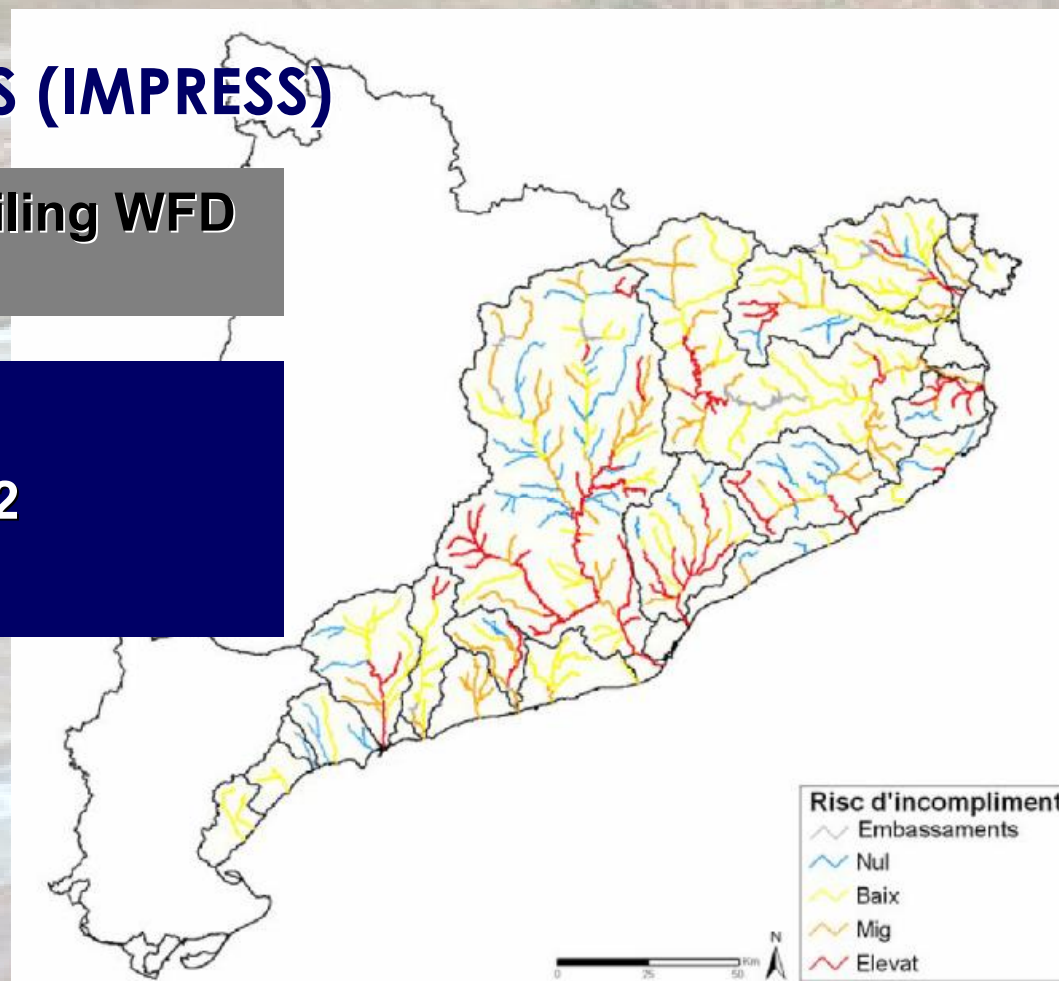 S (IMPRESS)
iling WFD
2
Risc d'incompliment
Embassaments
Nul
Baix
Mig
Elevat
N
Km
0 25 50